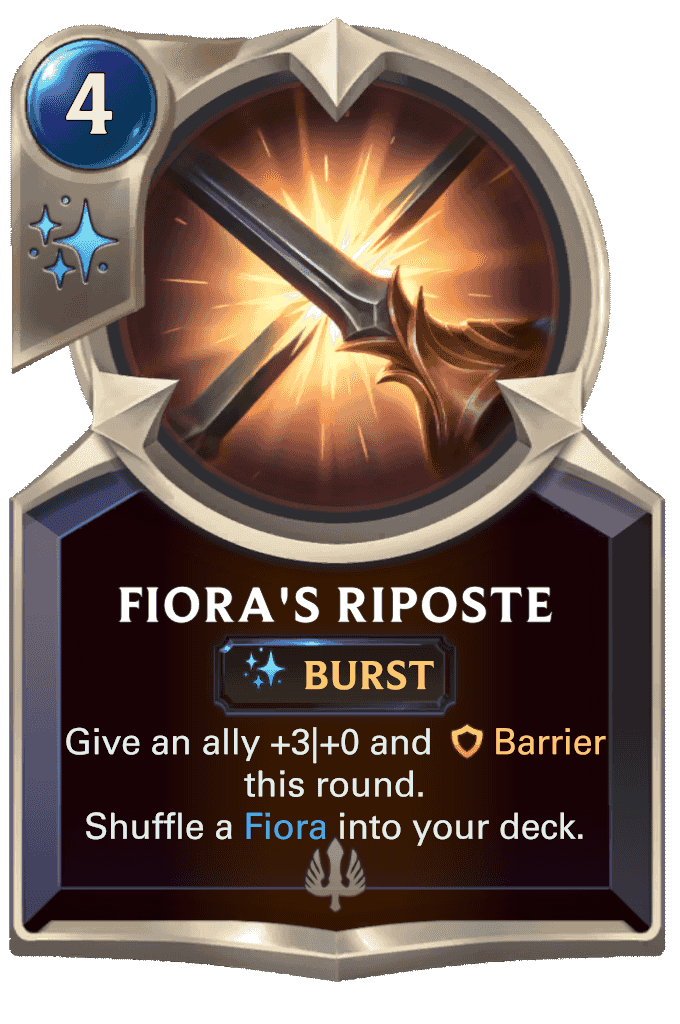 4
FIORA'S RIPOSTE
BURST
Give an ally +3|+0 and Barrier
this round.
Shuffle a Fiora into your deck.